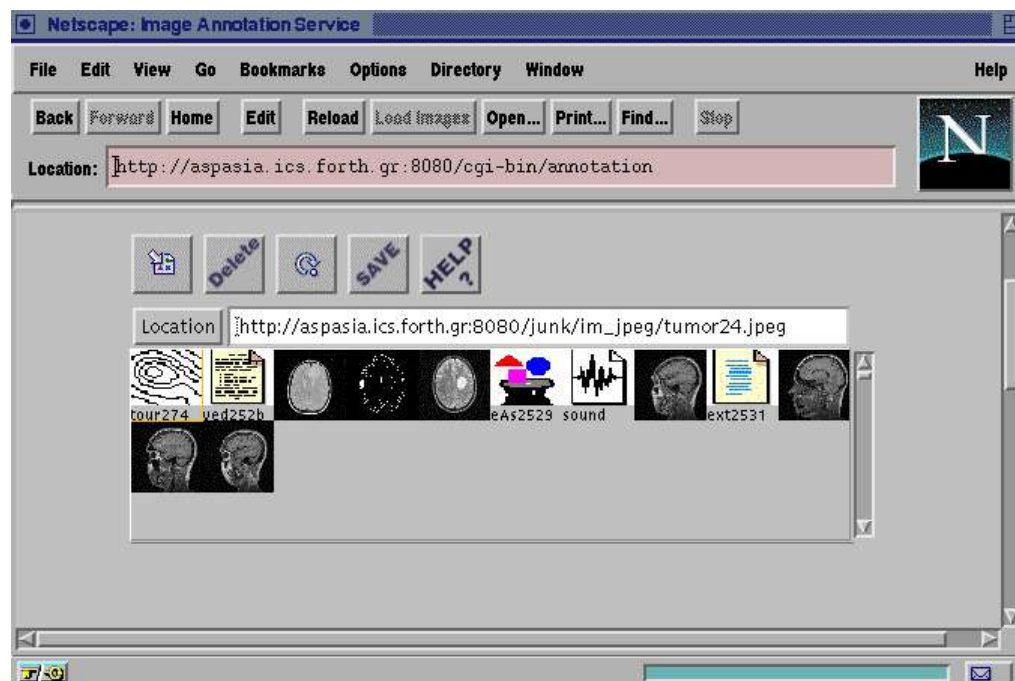 Netscape: Image Annotation Service
File Edit View Go Bookmarks Options Directory Window Help
Back Forward Home Edit Reload Load Images Open... Print... Find... Stop
N
Location: http://aspasia.ics.forth.gr:8080/cgi-bin/annotation
Delete SAVE HELP ?
Location http://aspasia.ics.forth.gr:8080/junk/im_jpeg/tumor24.jpeg
tour274 ued252b eAs2529 sound ext2531